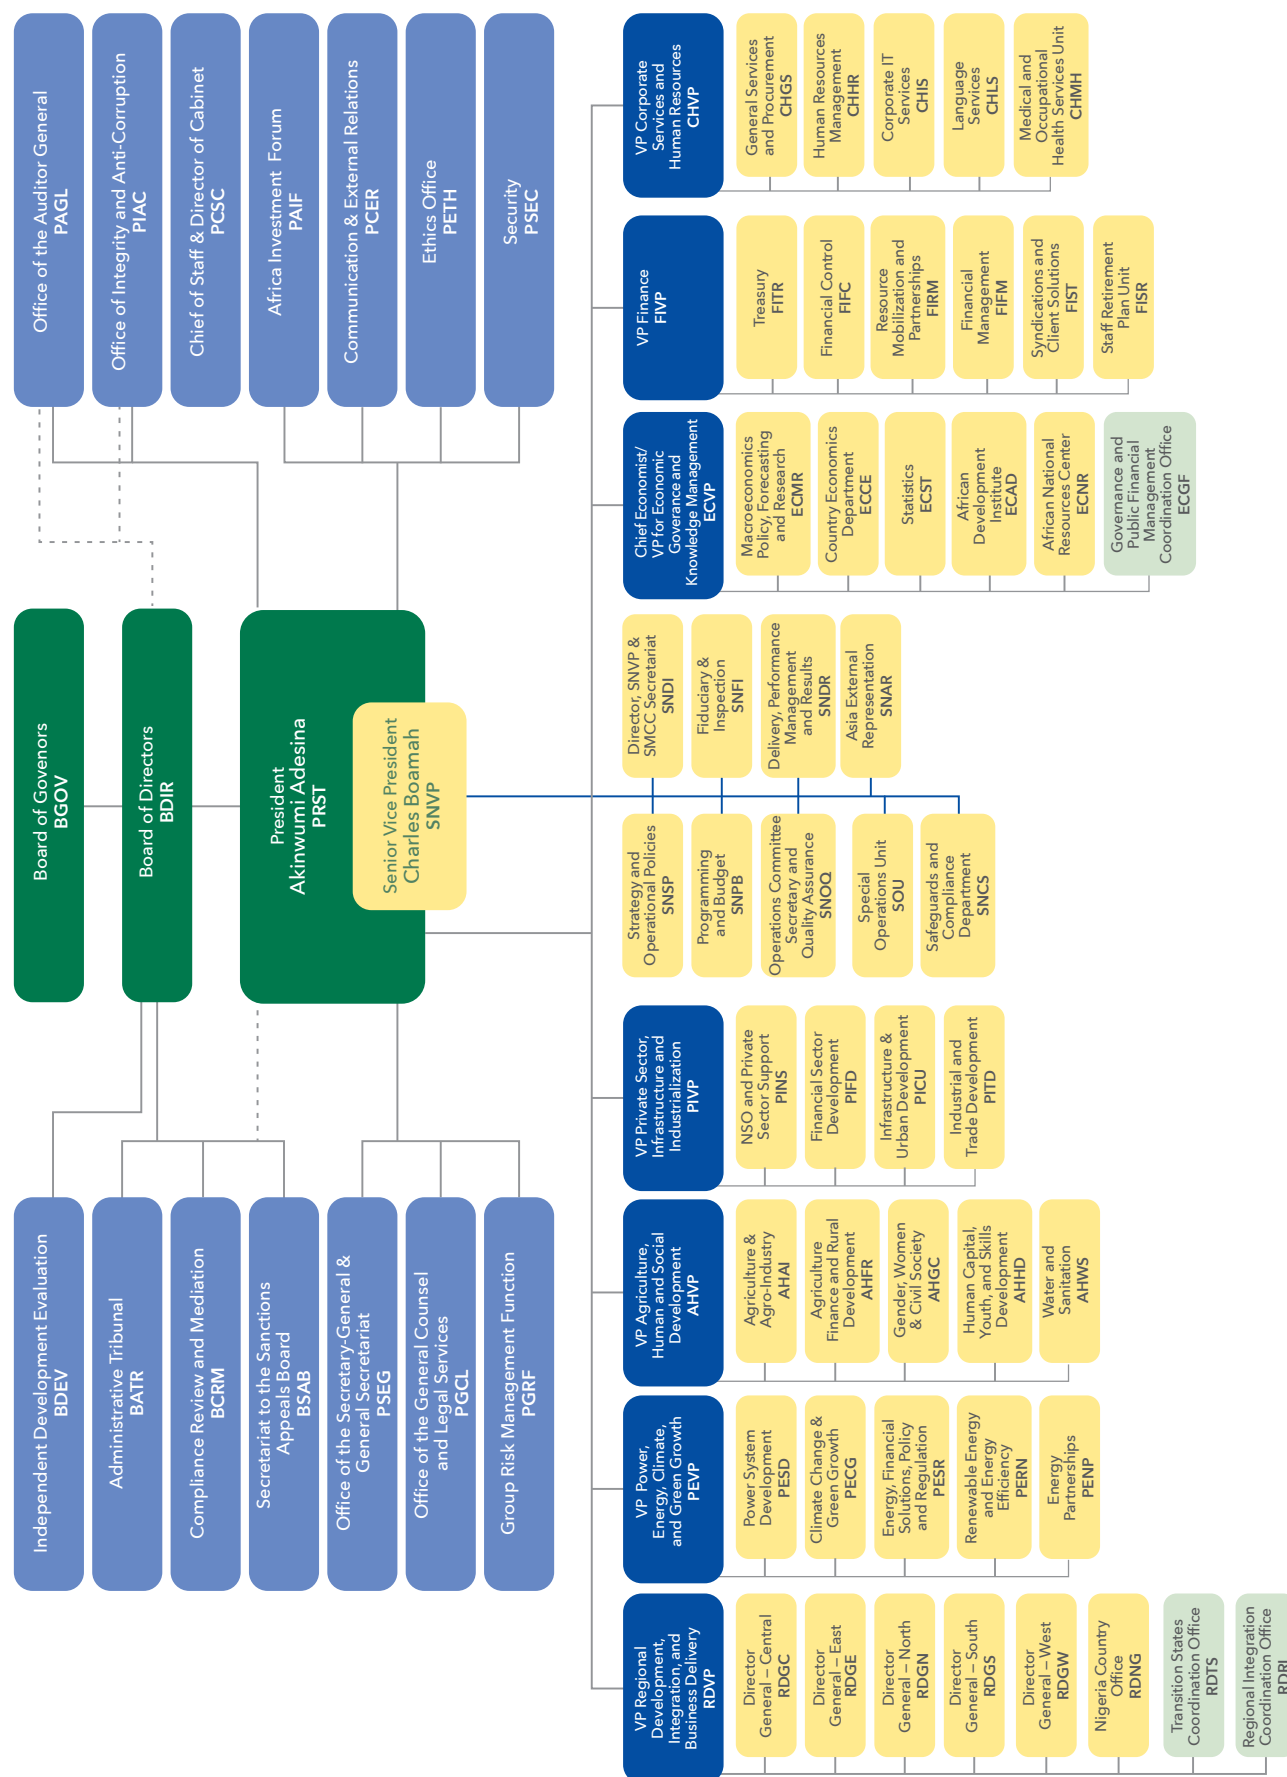 Board of Govenors
BGOV
Board of Directors
BDIR
President
Akinwumi Adesina
PRST
Senior Vice President
Charles Boamah
SNVP
Independent Development Evaluation
BDEV
Administrative Tribunal
BATR
Compliance Review and Mediation
BCRM
Secretariat to the Sanctions
Appeals Board
BSAB
Office of the Secretary-General &
General Secretariat
PSEG
Office of the General Counsel
and Legal Services
PGCL
Group Risk Management Function
PGRF
Office of the Auditor General
PAGL
Office of Integrity and Anti-Corruption
PIAC
Chief of Staff & Director of Cabinet
PCSC
Africa Investment Forum
PAIF
Communication & External Relations
PCER
Ethics Office
PETH
Security
PSEC
VP Regional
Development,
Integration, and
Business Delivery
RDVP
Director
General – Central
RDGC
Director
General – East
RDGE
Director
General – North
RDGN
Director
General – South
RDGS
Director
General – West
RDGW
Nigeria Country
Office
RDNG
Transition States
Coordination Office
RDTS
Regional Integration
Coordination Office
RDRI
VP Power,
Energy, Climate,
and Green Growth
PEVP
Power System
Development
PESD
Climate Change &
Green Growth
PECG
Energy, Financial
Solutions, Policy
and Regulation
PESR
Renewable Energy
and Energy
Efficiency
PERN
Energy
Partnerships
PENP
VP Agriculture,
Human and Social
Development
AHVP
Agriculture &
Agro-Industry
AHAI
Agriculture
Finance and Rural
Development
AHFR
Gender, Women
& Civil Society
AHGC
Human Capital,
Youth, and Skills
Development
AHHD
Water and
Sanitation
AHWS
VP Private Sector,
Infrastructure and
Industrialization
PIVP
NSO and Private
Sector Support
PINS
Financial Sector
Development
PIFD
Infrastructure &
Urban Development
PICU
Industrial and
Trade Development
PITD
Strategy and
Operational Policies
SNSP
Programming
and Budget
SNPB
Operations Committee
Secretary and
Quality Assurance
SNOQ
Special
Operations Unit
SOU
Safeguards and
Compliance
Department
SNCS
Director, SNVP &
SMCC Secretariat
SNDI
Fiduciary &
Inspection
SNFI
Delivery, Performance
Management
and Results
SNDR
Asia External
Representation
SNAR
Chief Economist/
VP for Economic
Goverance and
Knowledge Management
ECVP
Macroeconomics
Policy, Forecasting
and Research
ECMR
Country Economics
Department
ECCE
Statistics
ECST
African
Development
Institute
ECAD
African National
Resources Center
ECNR
Governance and
Public Financial
Management
Coordination Office
ECGF
VP Finance
FIVP
Treasury
FITR
Financial Control
FIFC
Resource
Mobilization and
Partnerships
FIRM
Financial
Management
FIFM
Syndications and
Client Solutions
FIST
Staff Retirement
Plan Unit
FISR
VP Corporate
Services and
Human Resources
CHVP
General Services
and Procurement
CHGS
Human Resources
Management
CHHR
Corporate IT
Services
CHIS
Language
Services
CHLS
Medical and
Occupational
Health Services Unit
CHMH